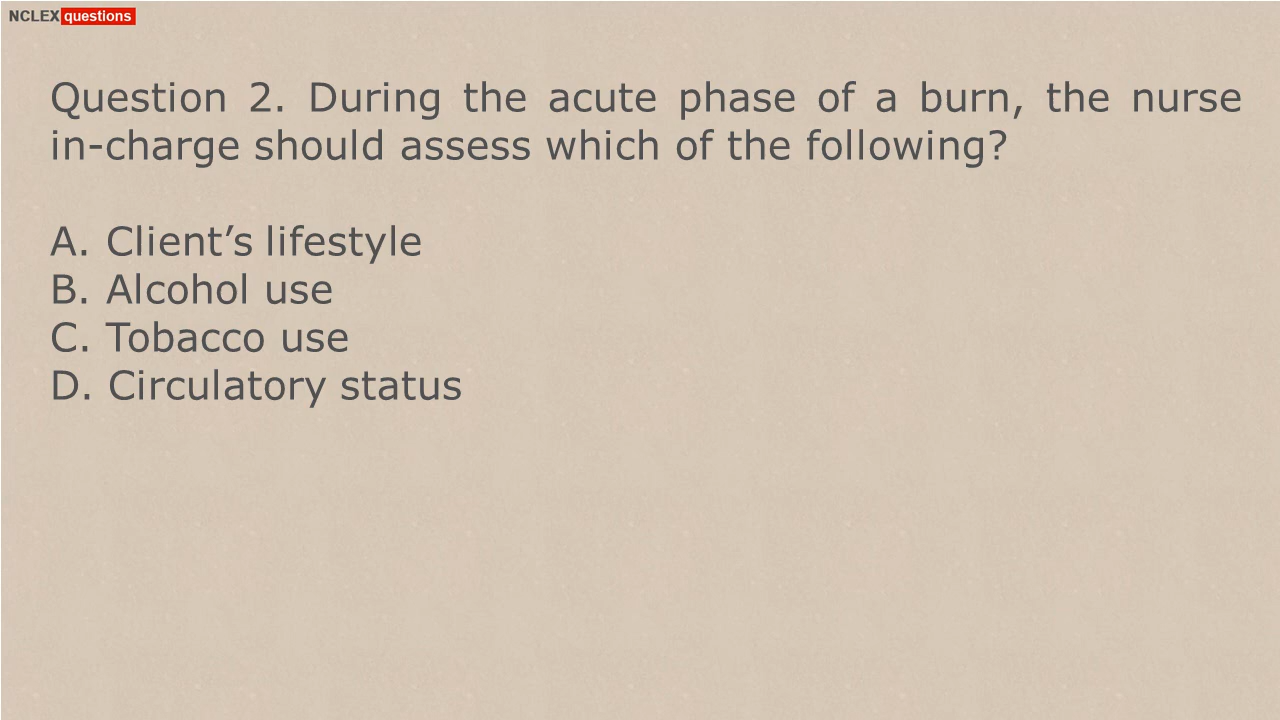 NCLEX questions
Question 2. During the acute phase of a burn, the nurse
in-charge should assess which of the following?
A. Client’s lifestyle
B. Alcohol use
C. Tobacco use
D. Circulatory status